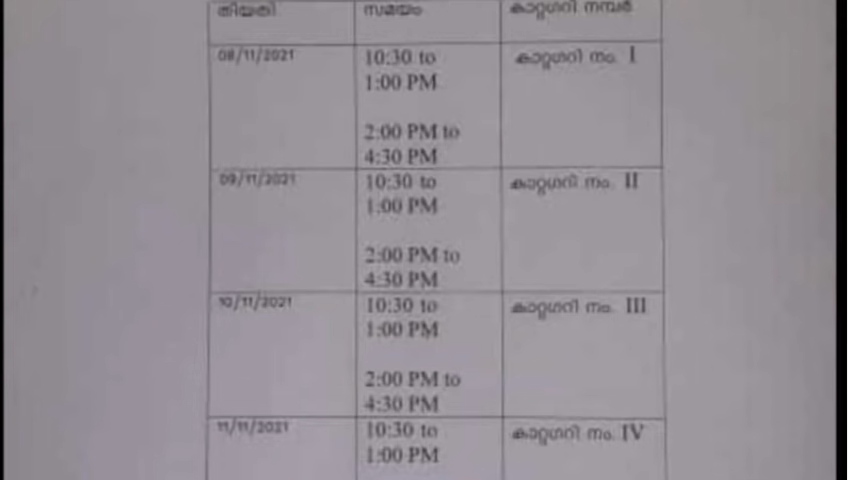 തിയതി സമയം കാറ്റഗറി നമ്പർ
08/11/2021 10:30 to കാറ്റഗറി നം. I
1:00 PM
2:00 PM to
4:30 PM
09/11/2021 10:30 to കാറ്റഗറി നം. II
1:00 PM
2:00 PM to
4:30 PM
10/11/2021 10:30 to കാറ്റഗറി നം. III
1:00 PM
2:00 PM to
4:30 PM
11/11/2021 10:30 to കാറ്റഗറി നം. IV
1:00 PM